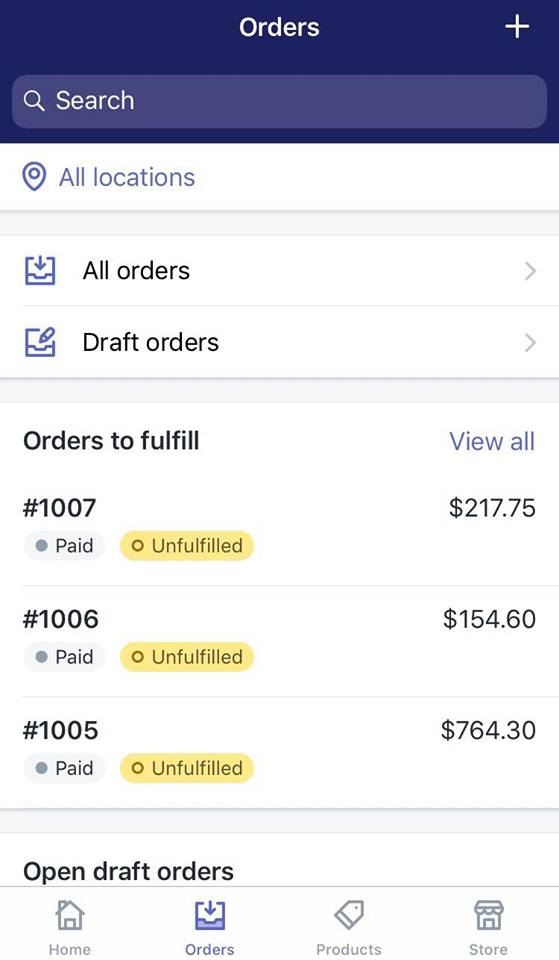 Orders
Search
All locations
All orders
Draft orders
Orders to fulfill View all
#1007 $217.75
Paid Unfulfilled
#1006 $154.60
Paid Unfulfilled
#1005 $764.30
Paid Unfulfilled
Open draft orders
Home Orders Products Store